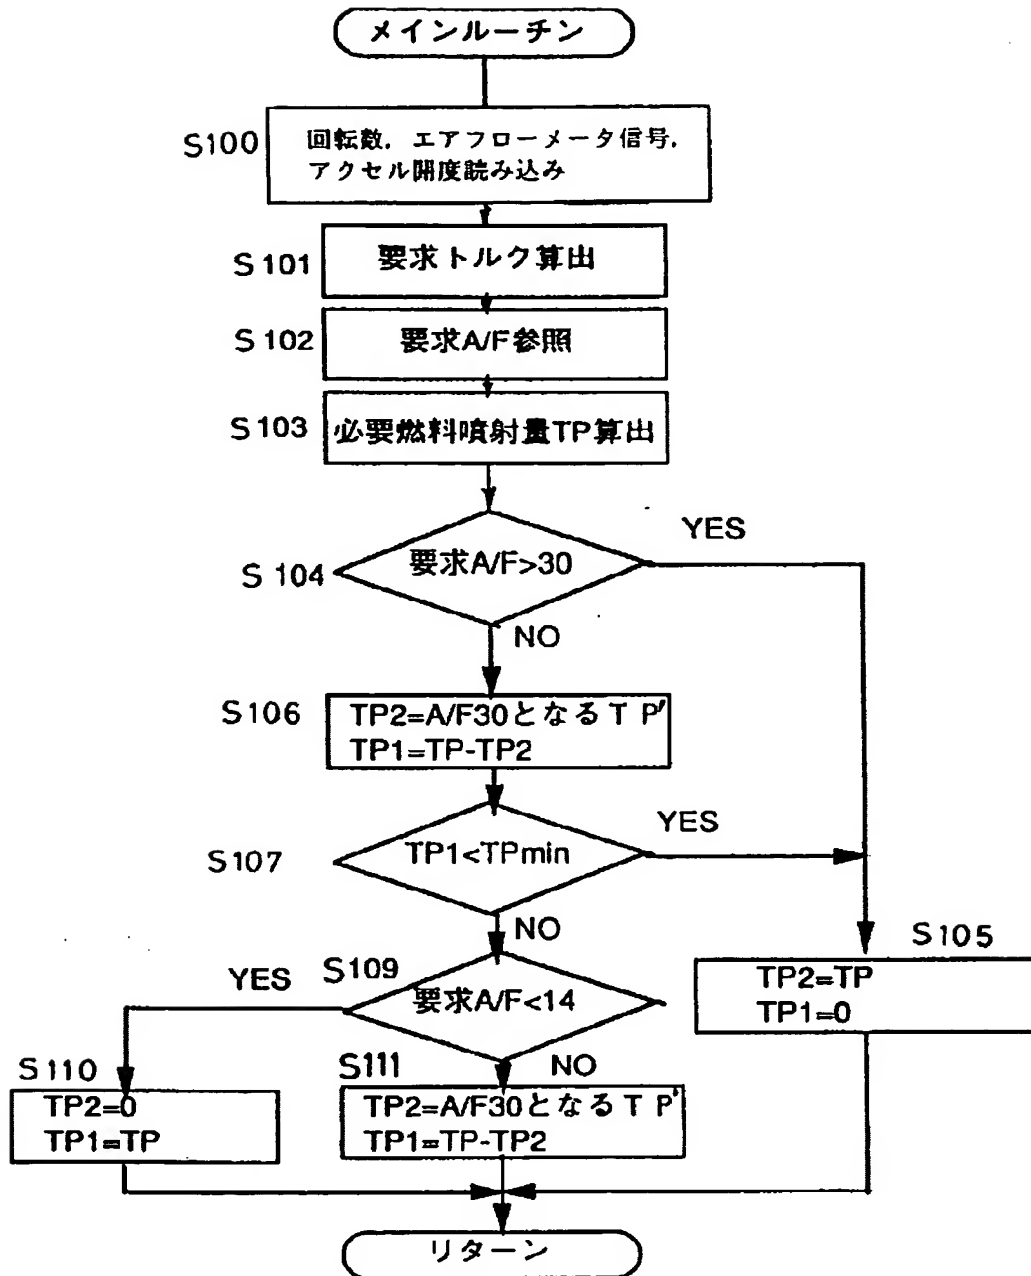 メインルーチン
S100
回転数, エアフローメータ信号,
アクセル開度読み込み
S101
要求トルク算出
S102
要求A/F参照
S103
必要燃料噴射量TP算出
S104
要求A/F>30
YES
NO
S106
TP2=A/F30となるTP'
TP1=TP-TP2
S107
TP1<TPmin
YES
NO
S105
TP2=TP
TP1=0
S109
要求A/F<14
YES
NO
S110
TP2=0
TP1=TP
S111
TP2=A/F30となるTP'
TP1=TP-TP2
リターン